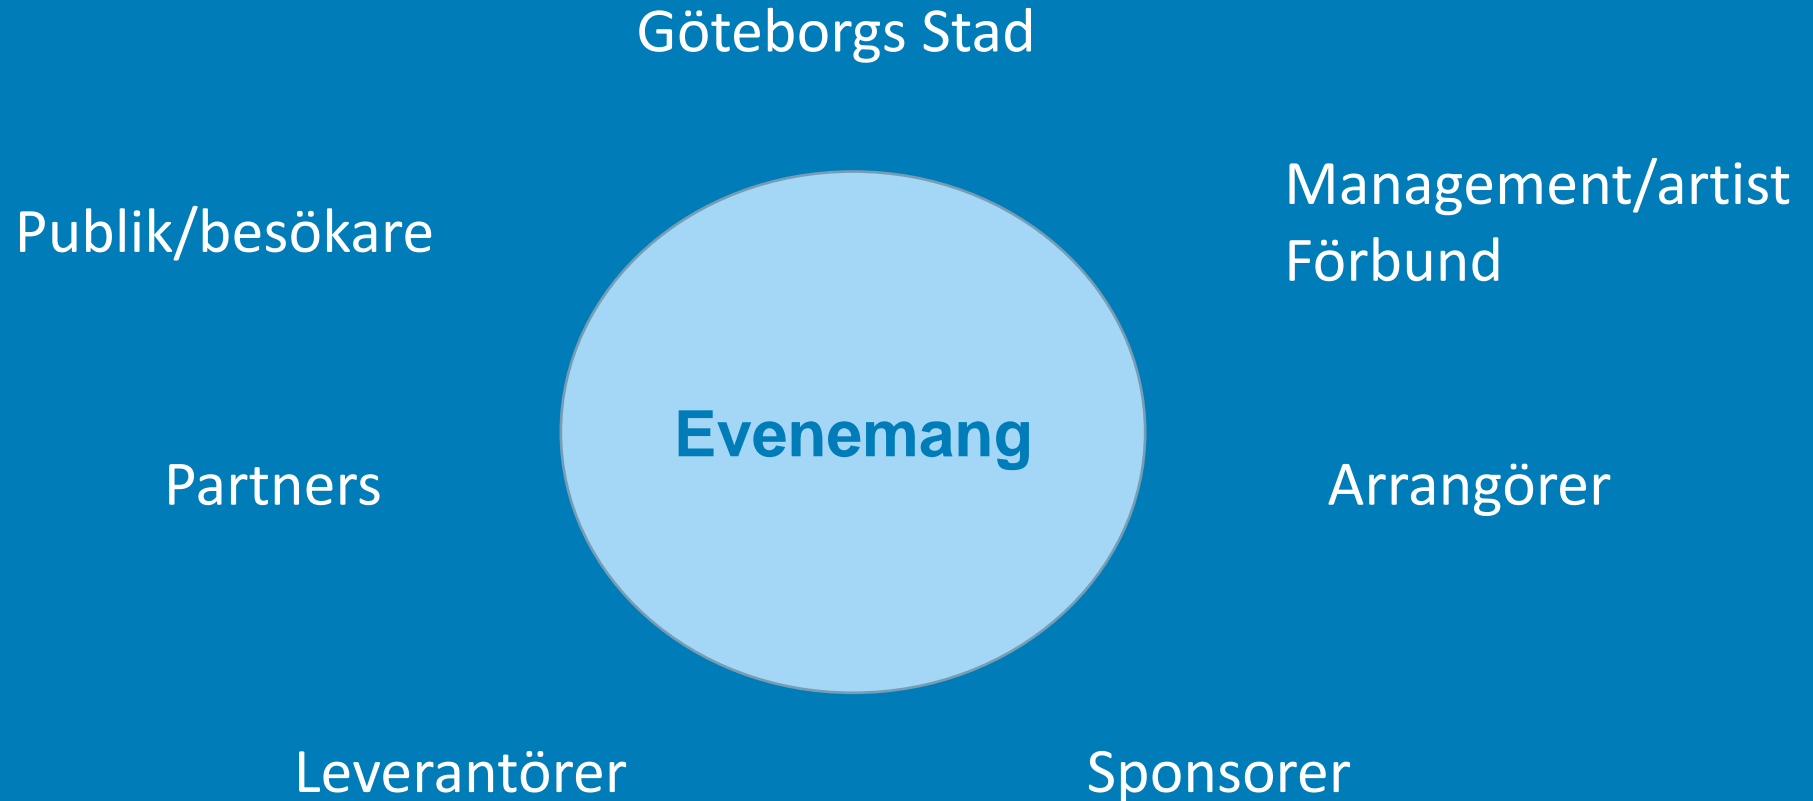 Göteborgs Stad
Management/artist
Förbund
Publik/besökare
Evenemang
Partners
Arrangörer
Leverantörer
Sponsorer